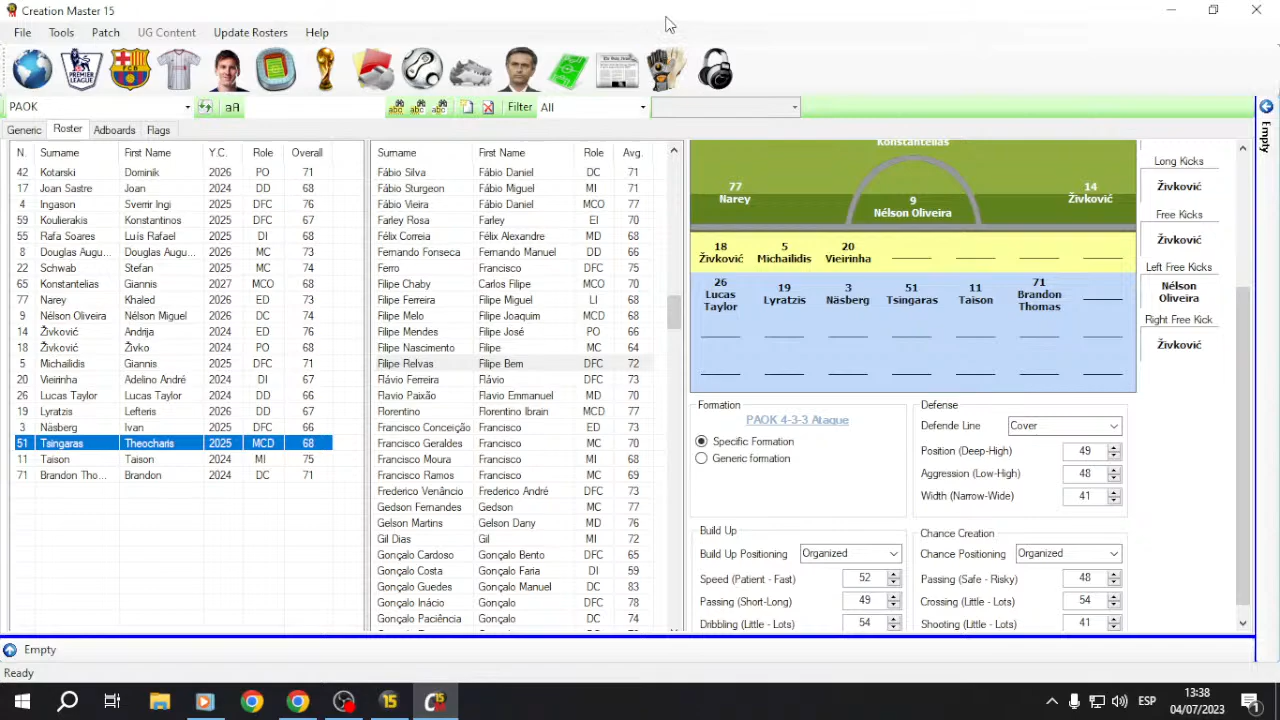 Creation Master 15
File Tools Patch UG Content Update Rosters Help
PAOK aA abc abc abc Filter All
Generic Roster Adboards Flags
N. Surname First Name Y.C. Role Overall
42 Kotarski Dominik 2026 PO 71
17 Joan Sastre Joan 2024 DD 68
4 Ingason Sverrir Ingi 2025 DFC 76
59 Koulierakis Konstantinos 2025 DFC 67
55 Rafa Soares Luís Rafael 2025 DI 68
8 Douglas Augu... Douglas Augu... 2026 MC 73
22 Schwab Stefan 2025 MC 74
65 Konstantelias Giannis 2027 MCO 68
77 Narey Khaled 2026 ED 73
9 Nélson Oliveira Nélson Miguel 2026 DC 74
14 Živković Andrija 2024 ED 76
18 Živković Živko 2024 PO 68
5 Michailidis Giannis 2025 DFC 71
20 Vieirinha Adelino André 2024 DI 67
26 Lucas Taylor Lucas Taylor 2024 DD 66
19 Lyratzis Lefteris 2026 DD 67
3 Näsberg Ivan 2025 DFC 66
51 Tsingaras Theocharis 2025 MCD 68
11 Taison Taison 2024 MI 75
71 Brandon Tho... Brandon 2024 DC 71
Surname First Name Role Avg.
Fábio Silva Fábio Daniel DC 71
Fábio Sturgeon Fábio Miguel MI 71
Fábio Vieira Fábio Daniel MCO 77
Farley Rosa Farley EI 70
Félix Correia Félix Alexandre MD 68
Fernando Fonseca Fernando Manuel DD 66
Ferro Francisco DFC 75
Filipe Chaby Carlos Filipe MCO 70
Filipe Ferreira Filipe Miguel LI 68
Filipe Melo Filipe Joaquim MCD 68
Filipe Mendes Filipe José PO 66
Filipe Nascimento Filipe MC 64
Filipe Relvas Filipe Bem DFC 72
Flávio Ferreira Flávio DFC 73
Flavio Paixão Flavio Emmanuel MD 70
Florentino Florentino Ibrain MCD 77
Francisco Conceição Francisco ED 73
Francisco Geraldes Francisco MC 70
Francisco Moura Francisco MI 68
Francisco Ramos Francisco MC 69
Frederico Venâncio Frederico André DFC 73
Gedson Fernandes Gedson MC 77
Gelson Martins Gelson Dany MD 76
Gil Dias Gil MI 72
Gonçalo Cardoso Gonçalo Bento DFC 65
Gonçalo Costa Gonçalo Faria DI 59
Gonçalo Guedes Gonçalo Manuel DC 83
Gonçalo Inácio Gonçalo DFC 78
Gonçalo Paciência Gonçalo DC 74
Konstantelias
77
Narey
9
Nélson Oliveira
14
Živković
18 5 20
Živković Michailidis Vieirinha
26 19 3 51 11 71
Lucas Taylor Lyratzis Näsberg Tsingaras Taison Brandon Thomas
Long Kicks
Živković
Free Kicks
Živković
Left Free Kicks
Nélson
Oliveira
Right Free Kick
Živković
Formation
PAOK 4-3-3 Ataque
Specific Formation
Generic formation
Defense
Defende Line Cover
Position (Deep-High) 49
Aggression (Low-High) 48
Width (Narrow-Wide) 41
Build Up
Build Up Positioning Organized
Speed (Patient - Fast) 52
Passing (Short-Long) 49
Dribbling (Little - Lots) 54
Chance Creation
Chance Positioning Organized
Passing (Safe - Risky) 48
Crossing (Little - Lots) 54
Shooting (Little - Lots) 41
Empty
Empty
Ready
15 15 ESP 13:38
04/07/2023 1